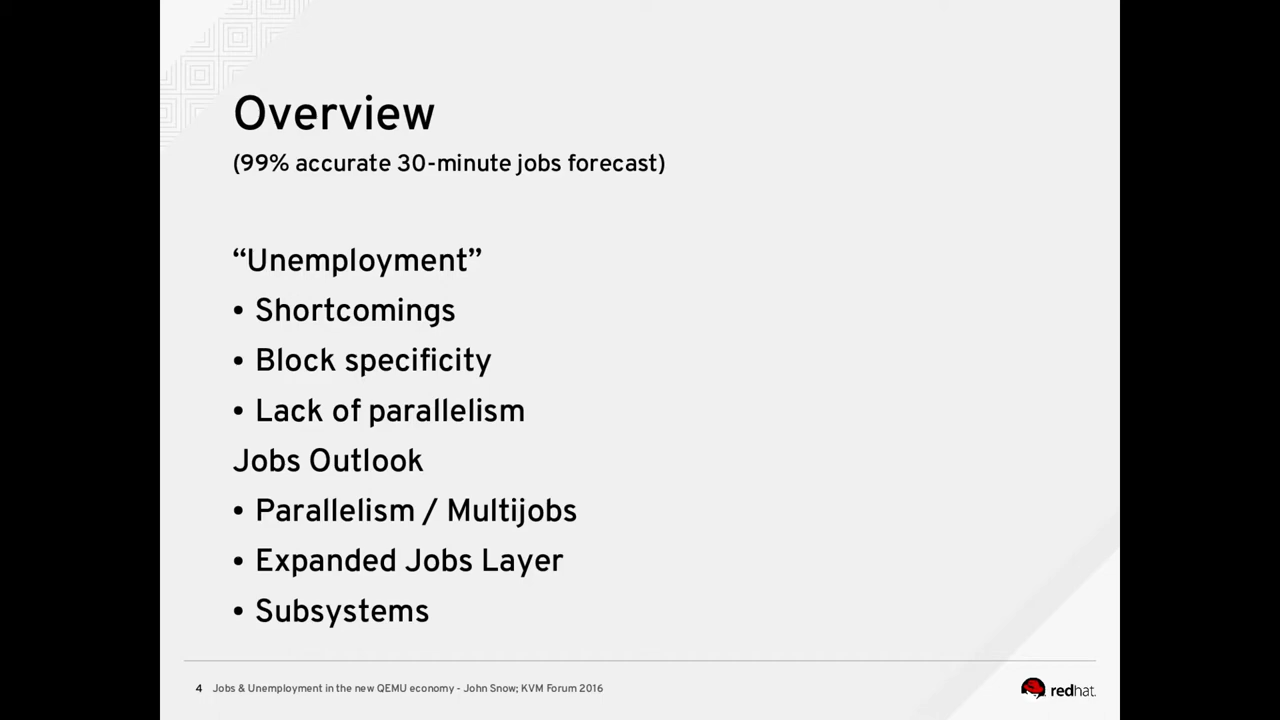 Overview
(99% accurate 30-minute jobs forecast)
“Unemployment”
• Shortcomings
• Block specificity
• Lack of parallelism
Jobs Outlook
• Parallelism / Multijobs
• Expanded Jobs Layer
• Subsystems
4 Jobs & Unemployment in the new QEMU economy - John Snow; KVM Forum 2016
redhat.